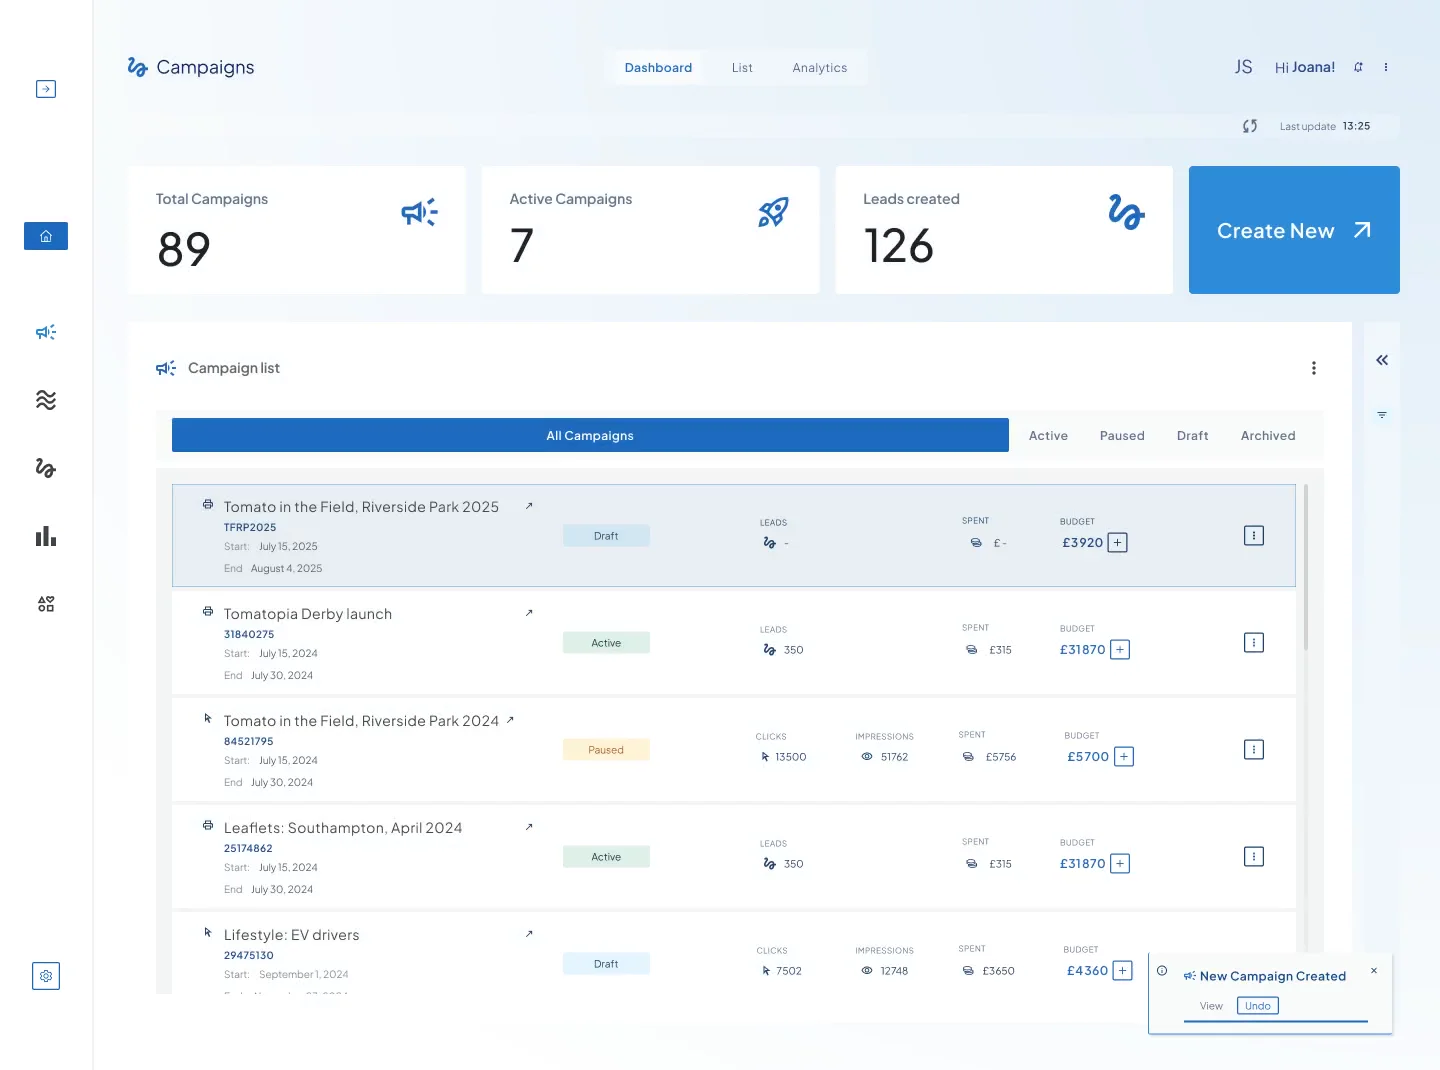 Campaigns
Dashboard
List
Analytics
JS
Hi Joana!
Last update 13:25
Total Campaigns
89
Active Campaigns
7
Leads created
126
Create New
Campaign list
All Campaigns
Active
Paused
Draft
Archived
Tomato in the Field, Riverside Park 2025
TFRP2025
Start: July 15, 2025
End August 4, 2025
Draft
LEADS
-
SPENT
£ -
BUDGET
£3920
Tomatopia Derby launch
31840275
Start: July 15, 2024
End July 30, 2024
Active
LEADS
350
SPENT
£315
BUDGET
£31870
Tomato in the Field, Riverside Park 2024
84521795
Start: July 15, 2024
End July 30, 2024
Paused
CLICKS
13500
IMPRESSIONS
51762
SPENT
£5756
BUDGET
£5700
Leaflets: Southampton, April 2024
25174862
Start: July 15, 2024
End July 30, 2024
Active
LEADS
350
SPENT
£315
BUDGET
£31870
Lifestyle: EV drivers
29475130
Start: September 1, 2024
Draft
CLICKS
7502
IMPRESSIONS
12748
SPENT
£3650
BUDGET
£4360
New Campaign Created
View
Undo